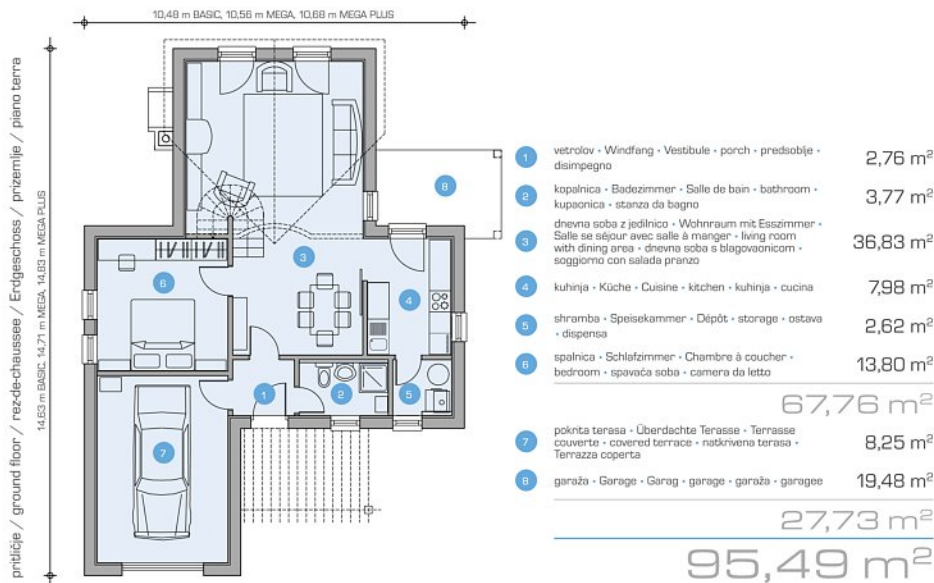 10,48 m BASIC, 10,56 m MEGA, 10,68 m MEGA PLUS
pritličje / ground floor / rez-de-chaussee / Erdgeschoss / prizemlje / piano terra
14,63 m BASIC, 14,71 m MEGA, 14,83 m MEGA PLUS
8
3
6
4
1
2
5
7
1 vetrolov • Windfang • Vestibule • porch • predsoblje • 2,76 m²
disimpegno
2 kopalnica • Badezimmer • Salle de bain • bathroom • 3,77 m²
kupaonica • stanza da bagno
dnevna soba z jedilnico • Wohnraum mit Esszimmer •
3 Salle se séjour avec salle à manger • living room 36,83 m²
with dining area • dnevna soba s blagovaonicom •
soggiorno con salada pranzo
4 kuhinja • Küche • Cuisine • kitchen • kuhinja • cucina 7,98 m²
5 shramba • Speisekammer • Dépôt • storage • ostava 2,62 m²
• dispensa
6 spalnica • Schlafzimmer • Chambre à coucher • 13,80 m²
bedroom • spavaća soba • camera da letto
67,76 m²
7 pokrita terasa • Überdachte Terasse • Terrasse
couverte • covered terrace • natkrivena terasa • 8,25 m²
Terrazza coperta
8 garaža • Garage • Garag • garage • garaža • garagee 19,48 m²
27,73 m²
95,49 m²